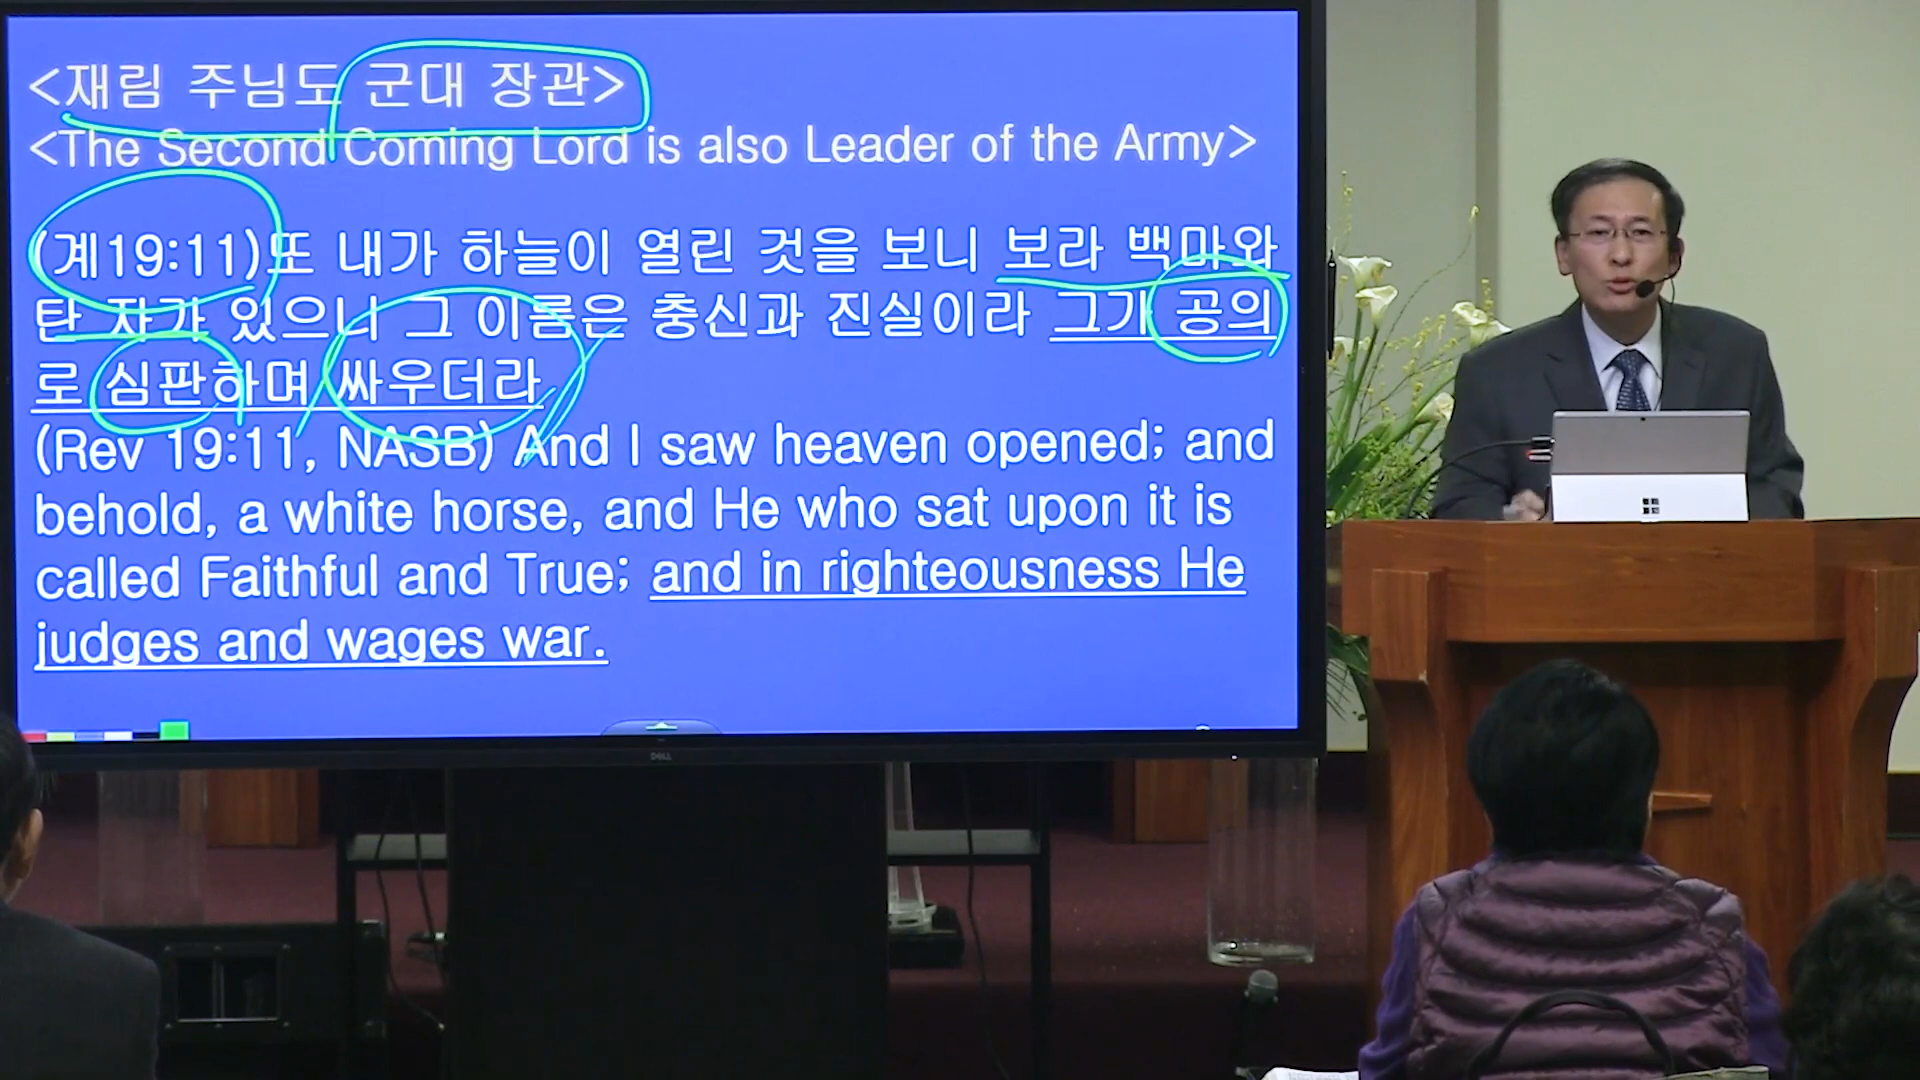 <재림 주님도 군대 장관>
<The Second Coming Lord is also Leader of the Army>
(계19:11)또 내가 하늘이 열린 것을 보니 보라 백마와
탄 자가 있으니 그 이름은 충신과 진실이라 그가 공의
로 심판하며 싸우더라
(Rev 19:11, NASB) And I saw heaven opened; and
behold, a white horse, and He who sat upon it is
called Faithful and True; and in righteousness He
judges and wages war.
DELL